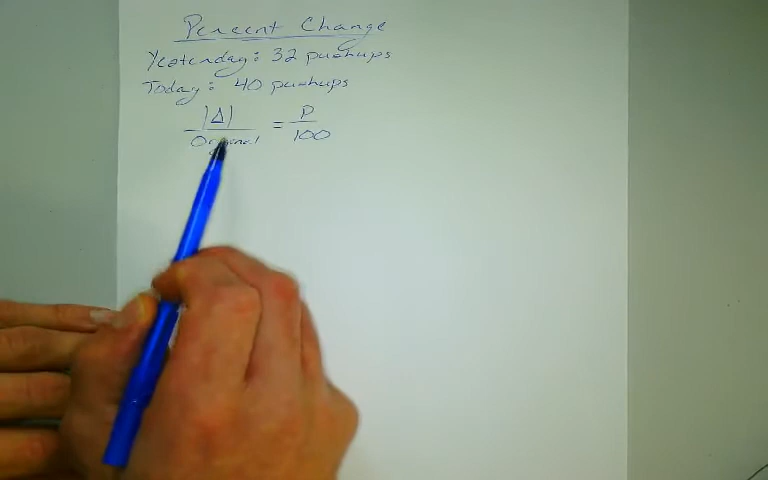 Percent Change
Yesterday: 32 pushups
Today: 40 pushups
|Δ| / Original = P / 100